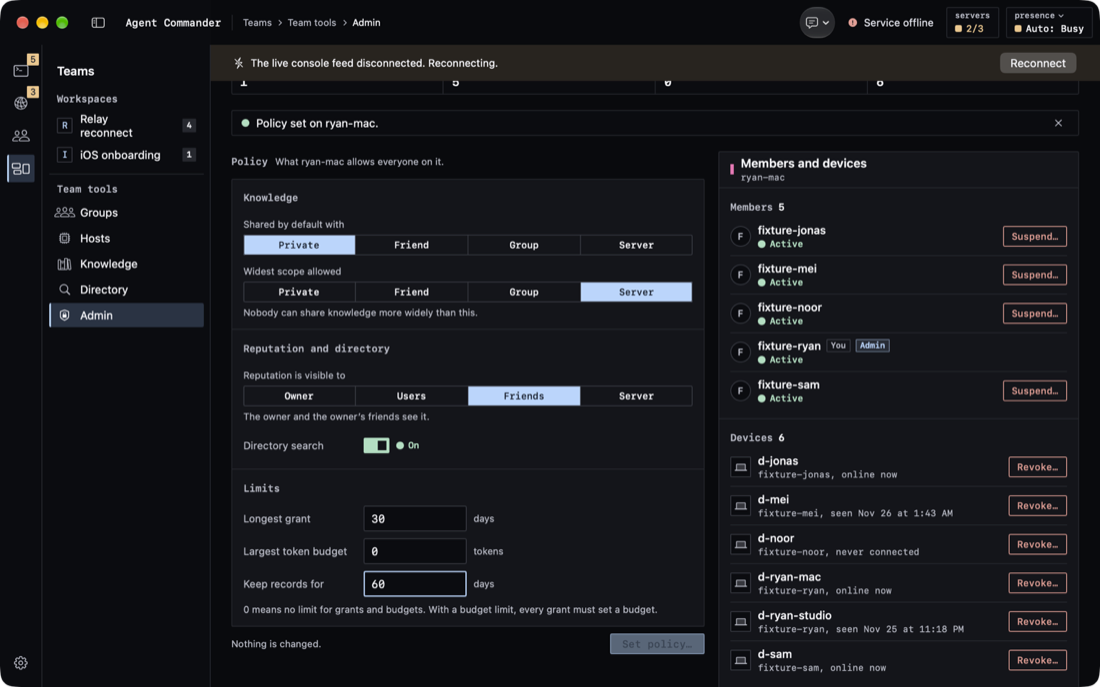 Agent Commander
Teams › Team tools › Admin
Service offline
servers
2/3
presence
Auto: Busy
5
3
Teams
Workspaces
R
Relay reconnect
4
I
iOS onboarding
1
Team tools
Groups
Hosts
Knowledge
Directory
Admin
The live console feed disconnected. Reconnecting.
Reconnect
Policy set on ryan-mac.
Policy What ryan-mac allows everyone on it.
Knowledge
Shared by default with
Private Friend Group Server
Widest scope allowed
Private Friend Group Server
Nobody can share knowledge more widely than this.
Reputation and directory
Reputation is visible to
Owner Users Friends Server
The owner and the owner's friends see it.
Directory search On
Limits
Longest grant 30 days
Largest token budget 0 tokens
Keep records for 60 days
0 means no limit for grants and budgets. With a budget limit, every grant must set a budget.
Nothing is changed.
Set policy…
Members and devices
ryan-mac
Members 5
F
fixture-jonas
Active
Suspend…
F
fixture-mei
Active
Suspend…
F
fixture-noor
Active
Suspend…
F
fixture-ryan You Admin
Active
F
fixture-sam
Active
Suspend…
Devices 6
d-jonas
fixture-jonas, online now
Revoke…
d-mei
fixture-mei, seen Nov 26 at 1:43 AM
Revoke…
d-noor
fixture-noor, never connected
Revoke…
d-ryan-mac
fixture-ryan, online now
Revoke…
d-ryan-studio
fixture-ryan, seen Nov 25 at 11:18 PM
Revoke…
d-sam
fixture-sam, online now
Revoke…